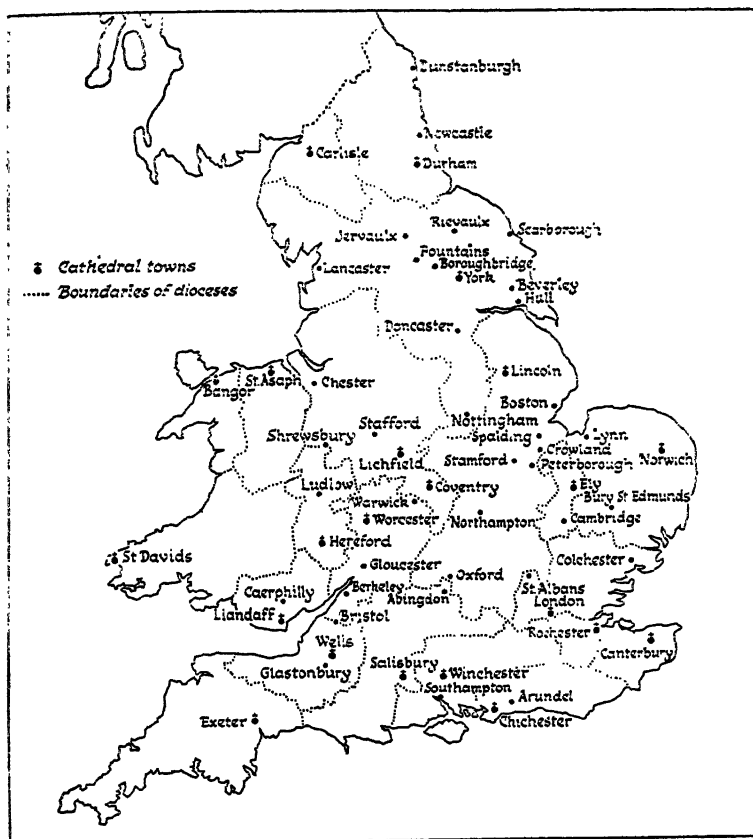 Dunstanburgh
Newcastle
Carlisle
Durham
Rievaulx
Jervaulx
Scarborough
Fountains
Boroughbridge
Lancaster
York
Beverley
Hull
Cathedral towns
Boundaries of dioceses
Doncaster
Lincoln
St. Asaph
Bangor
Chester
Boston
Nottingham
Stafford
Shrewsbury
Spalding
Lynn
Crowland
Lichfield
Stamford
Peterborough
Norwich
Ludlow
Coventry
Ely
Bury St Edmunds
Warwick
Worcester
Northampton
Cambridge
Hereford
St Davids
Gloucester
Oxford
Colchester
Caerphilly
Berkeley
Abingdon
St Albans
London
Llandaff
Bristol
Rochester
Wells
Canterbury
Glastonbury
Salisbury
Winchester
Southampton
Arundel
Exeter
Chichester